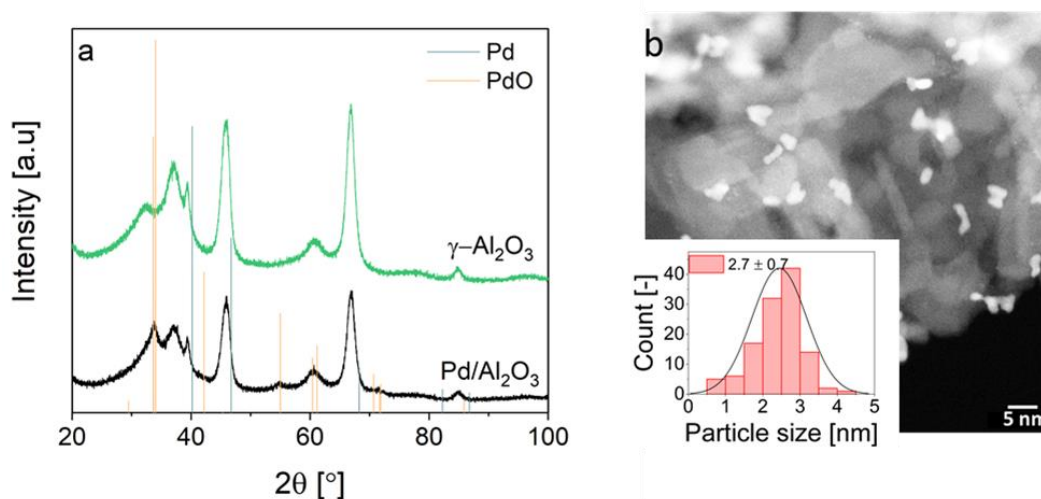 a
Pd
PdO
γ-Al₂O₃
Pd/Al₂O₃
Intensity [a.u]
20 40 60 80 100
2θ [°]
b
2.7 ± 0.7
Count [-]
40
30
20
10
0
0 1 2 3 4 5
Particle size [nm]
5 nm